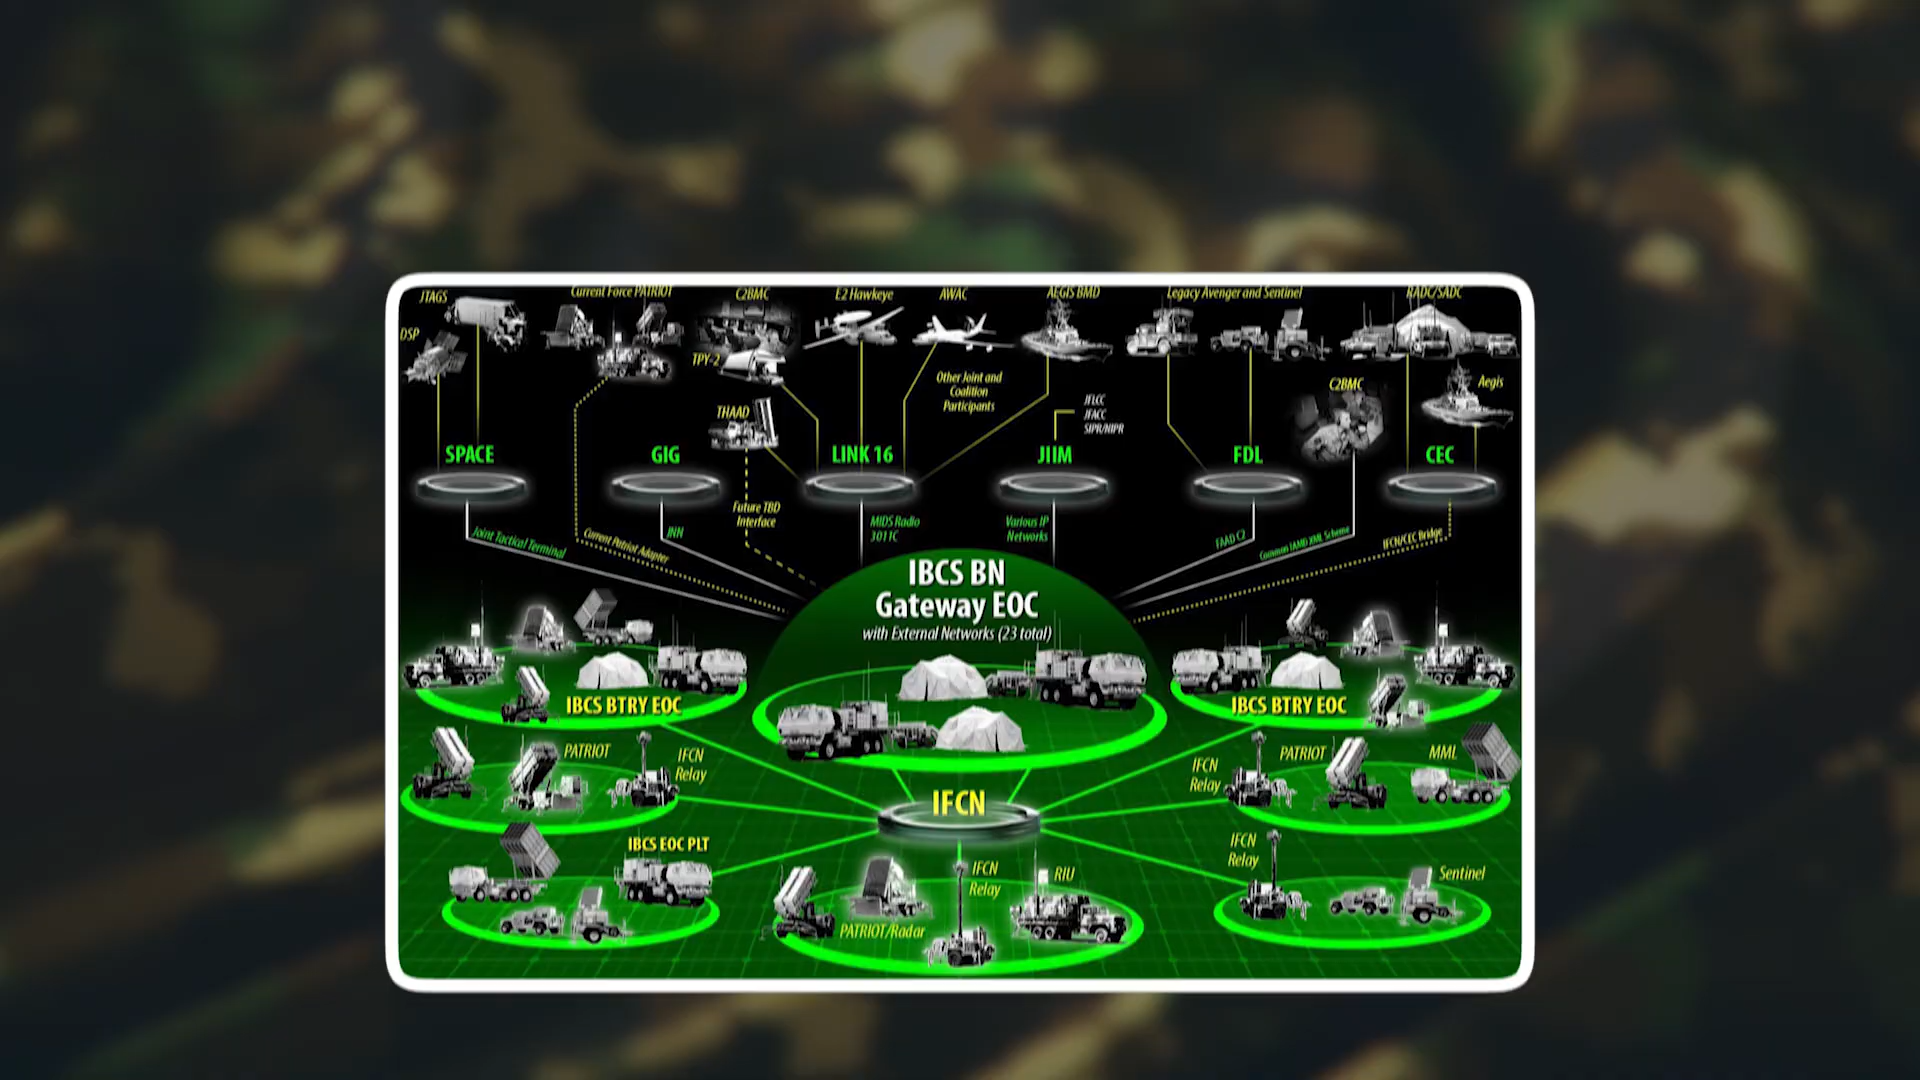 JTAGS
Current Force PATRIOT
C2BMC
E2 Hawkeye
AWAC
AEGIS BMD
Legacy Avenger and Sentinel
RADC/SADC
DSP
TPY-2
Other Joint and
Coalition
Participants
C2BMC
Aegis
THAAD
JFLCC
JFACC
SIPR/NIPR
SPACE
GIG
LINK 16
JIIM
FDL
CEC
Joint Tactical Terminal
Current Patriot Adapter
JNN
Future TBD
Interface
MIDS Radio
3011C
Various IP
Networks
FAAD C2
Common IAMD XML Scheme
IFCN/CEC Bridge
IBCS BN
Gateway EOC
with External Networks (23 total)
IBCS BTRY EOC
IBCS BTRY EOC
PATRIOT
IFCN
Relay
IFCN
Relay
PATRIOT
MML
IFCN
IBCS EOC PLT
IFCN
Relay
RIU
PATRIOT/Radar
IFCN
Relay
Sentinel